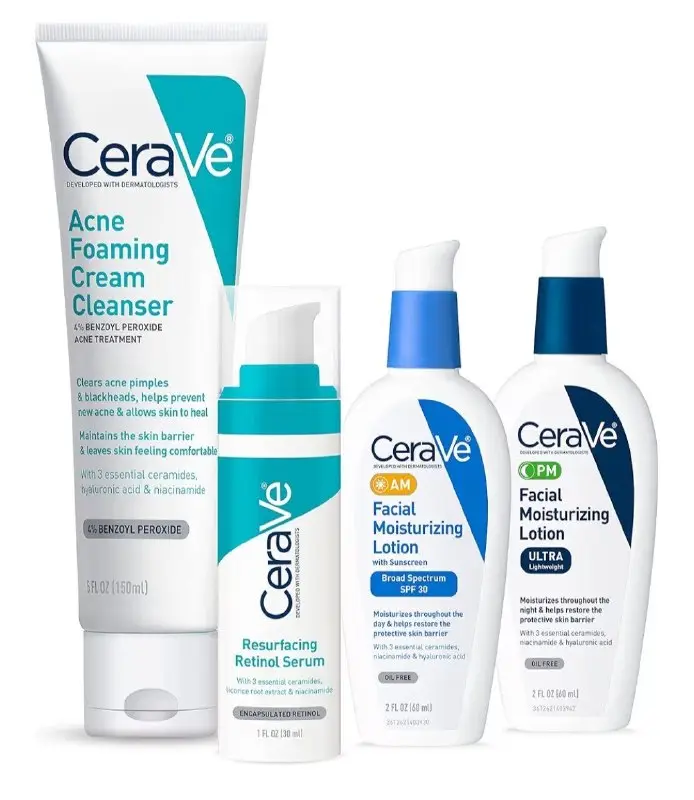 CeraVe®
DEVELOPED WITH DERMATOLOGISTS
Acne
Foaming
Cream
Cleanser
4% BENZOYL PEROXIDE
ACNE TREATMENT
Clears acne pimples
& blackheads, helps prevent
new acne & allows skin to heal
Maintains the skin barrier
& leaves skin feeling comfortable
With 3 essential ceramides,
hyaluronic acid & niacinamide
4% BENZOYL PEROXIDE
5 FL OZ (150ml)
CeraVe®
DEVELOPED WITH DERMATOLOGISTS
Resurfacing
Retinol Serum
With 3 essential ceramides,
licorice root extract & niacinamide
ENCAPSULATED RETINOL
1 FL OZ (30 ml)
CeraVe®
DEVELOPED WITH DERMATOLOGISTS
AM
Facial
Moisturizing
Lotion
with Sunscreen
Broad Spectrum
SPF 30
Moisturizes throughout the
day & helps restore the
protective skin barrier
With 3 essential ceramides,
niacinamide & hyaluronic acid
OIL FREE
2 FL OZ (60 ml)
CeraVe®
DEVELOPED WITH DERMATOLOGISTS
PM
Facial
Moisturizing
Lotion
ULTRA
Lightweight
Moisturizes throughout the
night & helps restore the
protective skin barrier
With 3 essential ceramides,
niacinamide & hyaluronic acid
OIL FREE
2 FL OZ (60 ml)